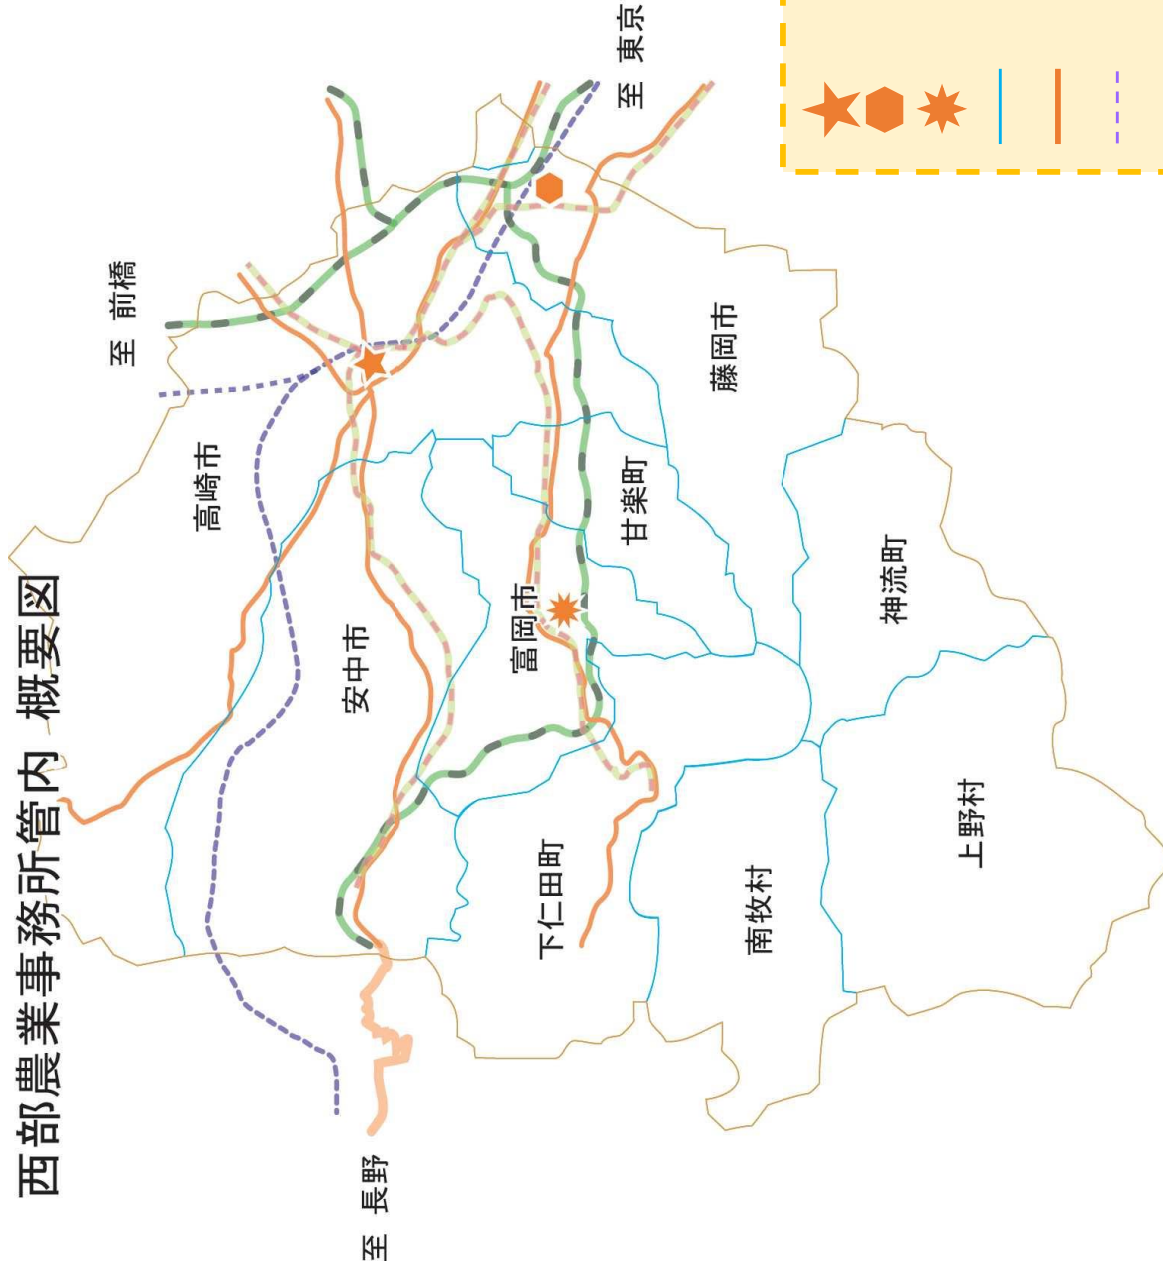 西部農業事務所管内 概要図
至 前橋
至 東京
高崎市
安中市
富岡市
甘楽町
藤岡市
下仁田町
南牧村
神流町
上野村
至 長野